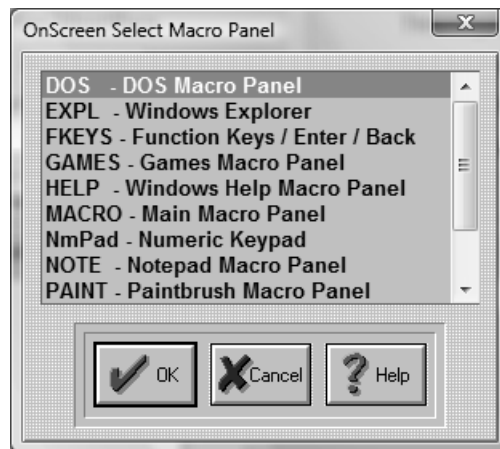 OnScreen Select Macro Panel
DOS - DOS Macro Panel
EXPL - Windows Explorer
FKEYS - Function Keys / Enter / Back
GAMES - Games Macro Panel
HELP - Windows Help Macro Panel
MACRO - Main Macro Panel
NmPad - Numeric Keypad
NOTE - Notepad Macro Panel
PAINT - Paintbrush Macro Panel
OK Cancel Help